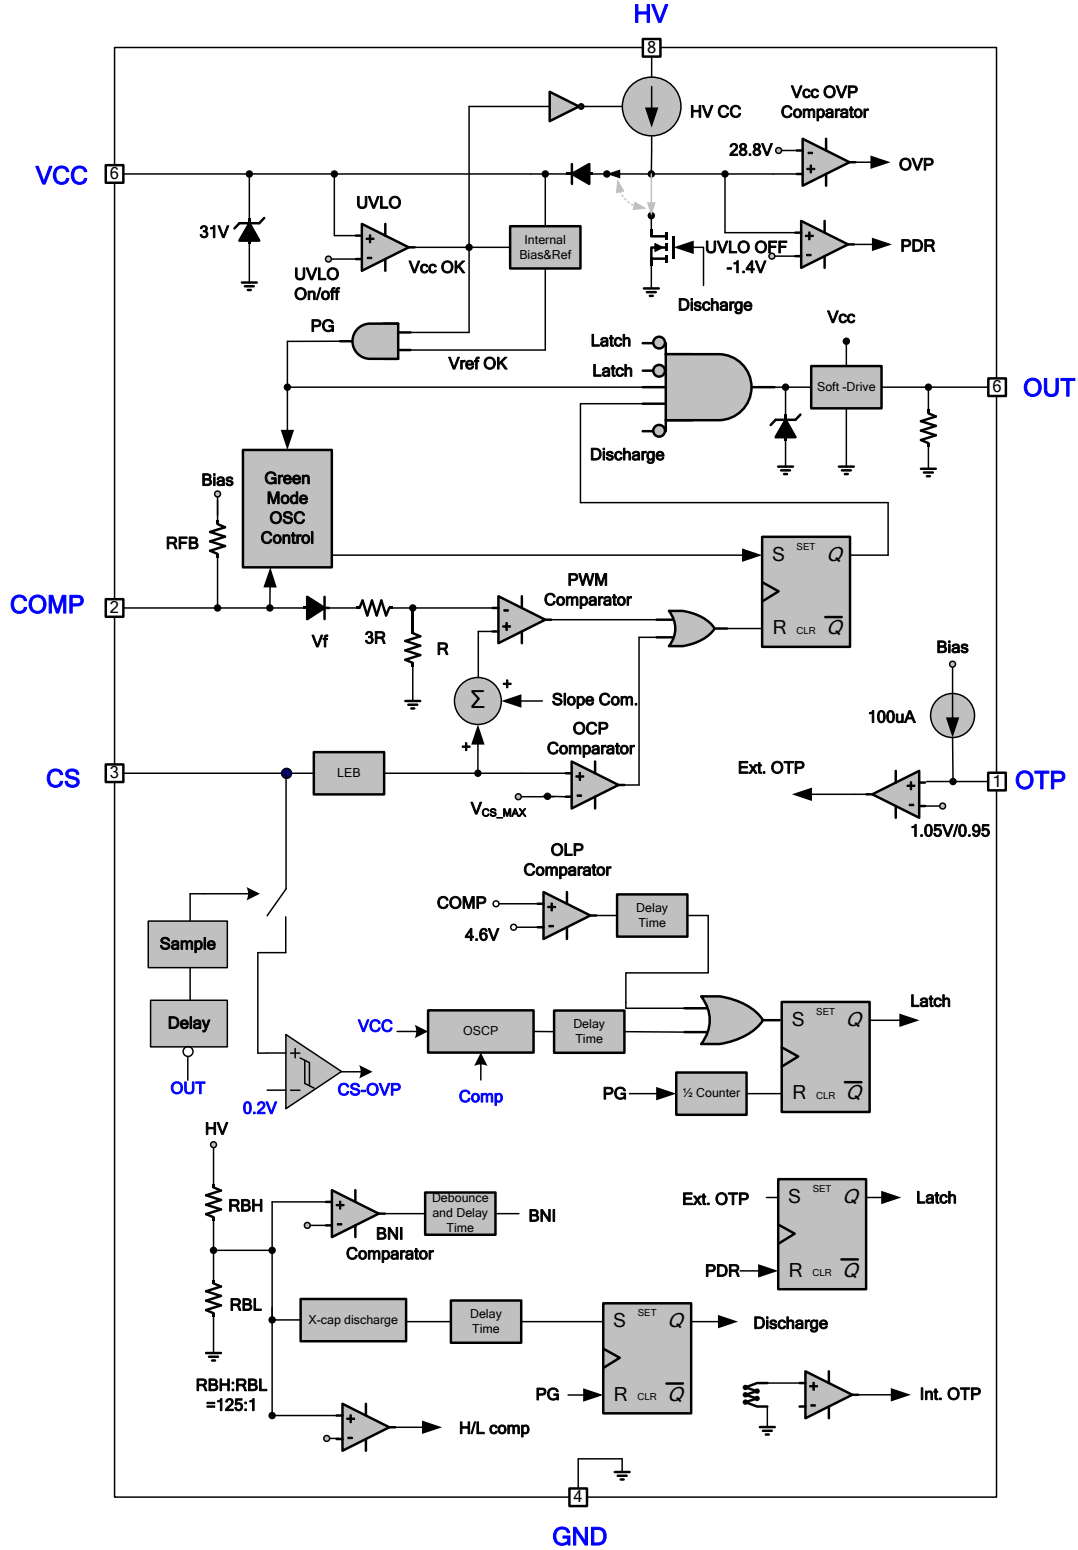 HV
8
HV CC
Vcc OVP
Comparator
28.8V
-
+
OVP
VCC
6
31V
UVLO
+
-
UVLO
On/off
Vcc OK
Internal
Bias&Ref
UVLO OFF
-1.4V
+
-
PDR
Discharge
PG
Vref OK
Latch
Latch
Discharge
Vcc
Soft -Drive
6
OUT
Green
Mode
OSC
Control
Bias
RFB
COMP
2
Vf
3R
R
PWM
Comparator
-
+
S
SET
Q
R
CLR
Q
Σ
+
+
Slope Com.
OCP
Comparator
+
-
VCS_MAX
CS
3
LEB
Bias
100uA
Ext. OTP
+
-
1
OTP
1.05V/0.95
OLP
Comparator
COMP
+
4.6V
-
Delay
Time
Sample
Delay
OUT
+
-
0.2V
CS-OVP
VCC
OSCP
Comp
Delay
Time
PG
½ Counter
S
SET
Q
R
CLR
Q
Latch
HV
RBH
RBL
RBH:RBL
=125:1
+
-
BNI
Comparator
Debounce
and Delay
Time
BNI
Ext. OTP
S
SET
Q
Latch
PDR
R
CLR
Q
X-cap discharge
Delay
Time
S
SET
Q
Discharge
PG
R
CLR
Q
+
-
H/L comp
+
-
Int. OTP
4
GND